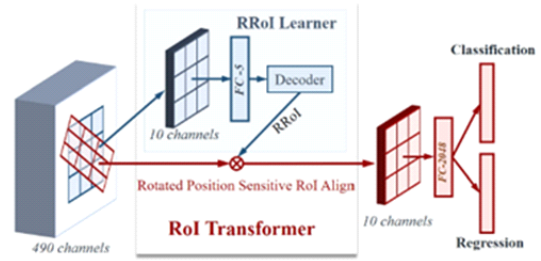 RRoI Learner
FC-5
Decoder
10 channels
RRoI
Rotated Position Sensitive RoI Align
RoI Transformer
490 channels
Classification
FC-2048
10 channels
Regression